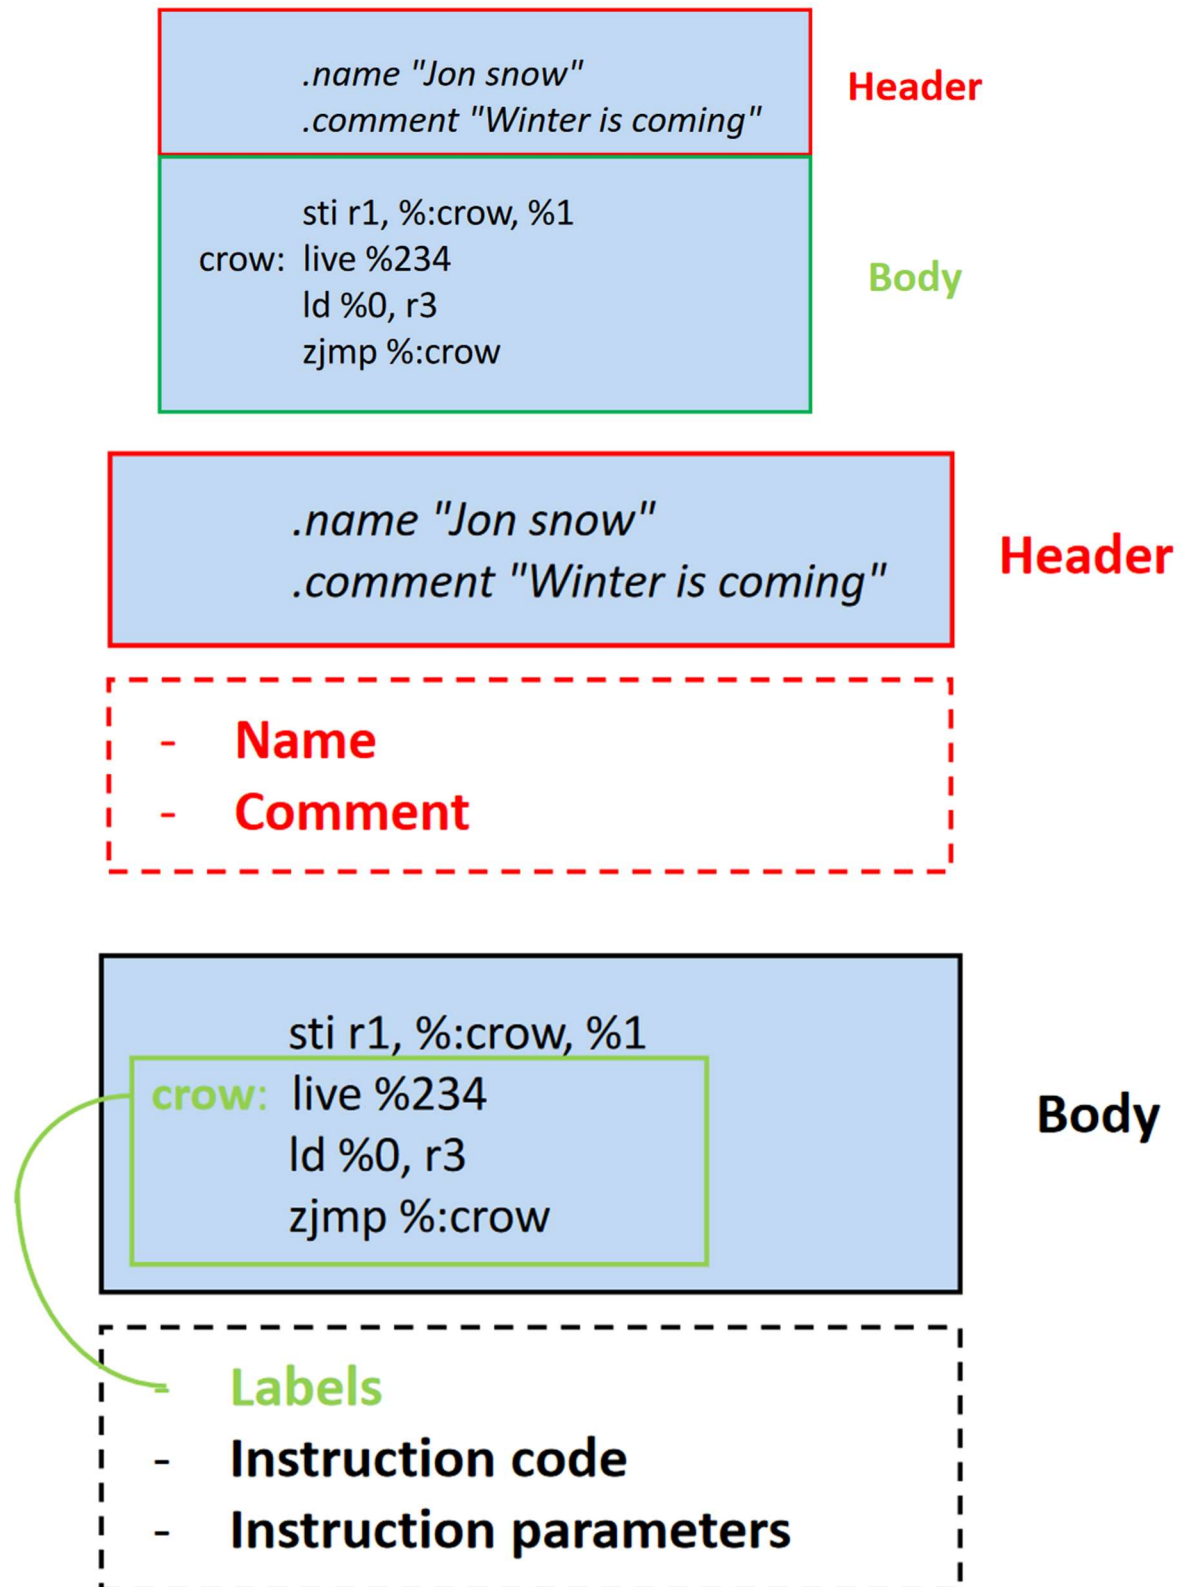 .name "Jon snow"
.comment "Winter is coming"
Header
sti r1, %:crow, %1
crow: live %234
ld %0, r3
zjmp %:crow
Body
.name "Jon snow"
.comment "Winter is coming"
Header
- Name
- Comment
sti r1, %:crow, %1
crow: live %234
ld %0, r3
zjmp %:crow
Body
- Labels
- Instruction code
- Instruction parameters